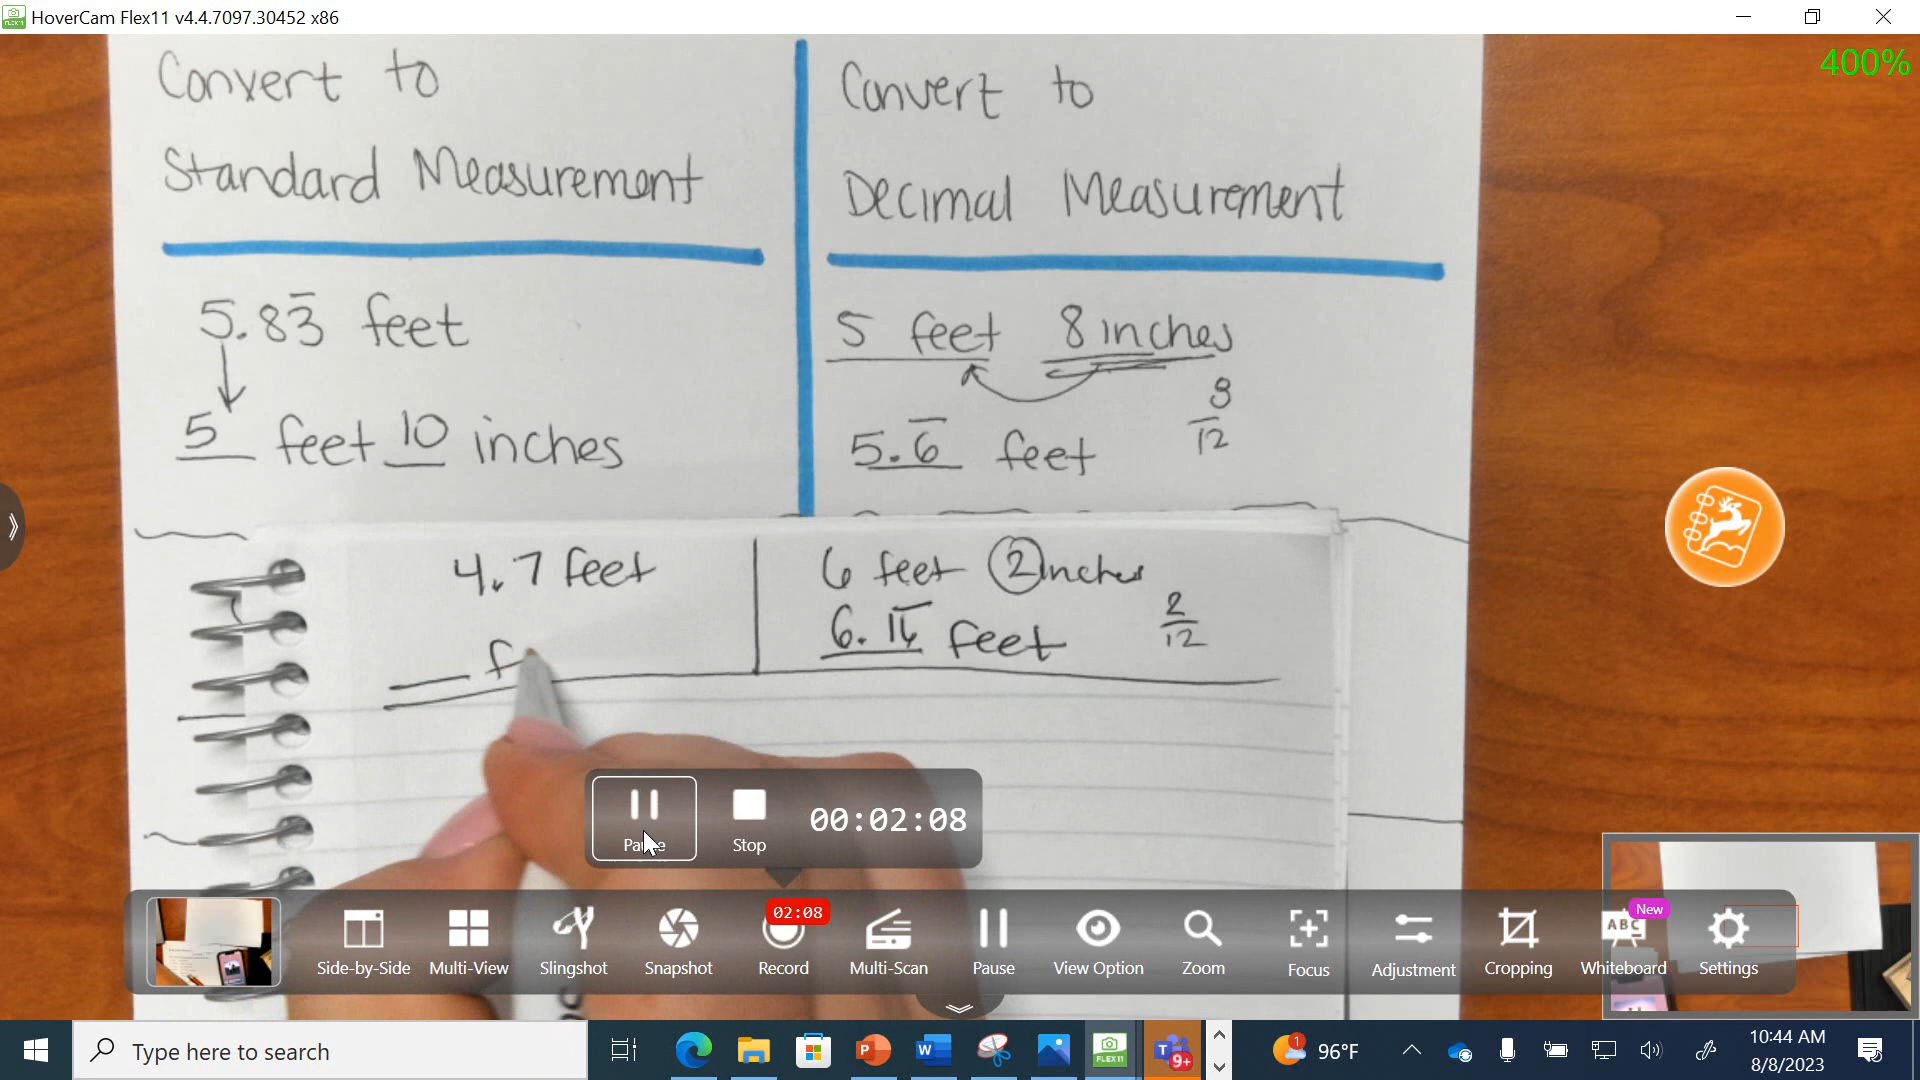 HoverCam Flex11 v4.4.7097.30452 x86
400%
Convert to
Standard Measurement
5.83̅ feet
5 feet 10 inches
Convert to
Decimal Measurement
5 feet 8 inches
8
12
5.6̅ feet
4.7 feet
f
6 feet 2 inches
2
12
6.16̅ feet
Pause
Stop
00:02:08
02:08
New
ABC
Side-by-Side
Multi-View
Slingshot
Snapshot
Record
Multi-Scan
Pause
View Option
Zoom
Focus
Adjustment
Cropping
Whiteboard
Settings
Type here to search
FLEX11
9+
1
96°F
10:44 AM
8/8/2023